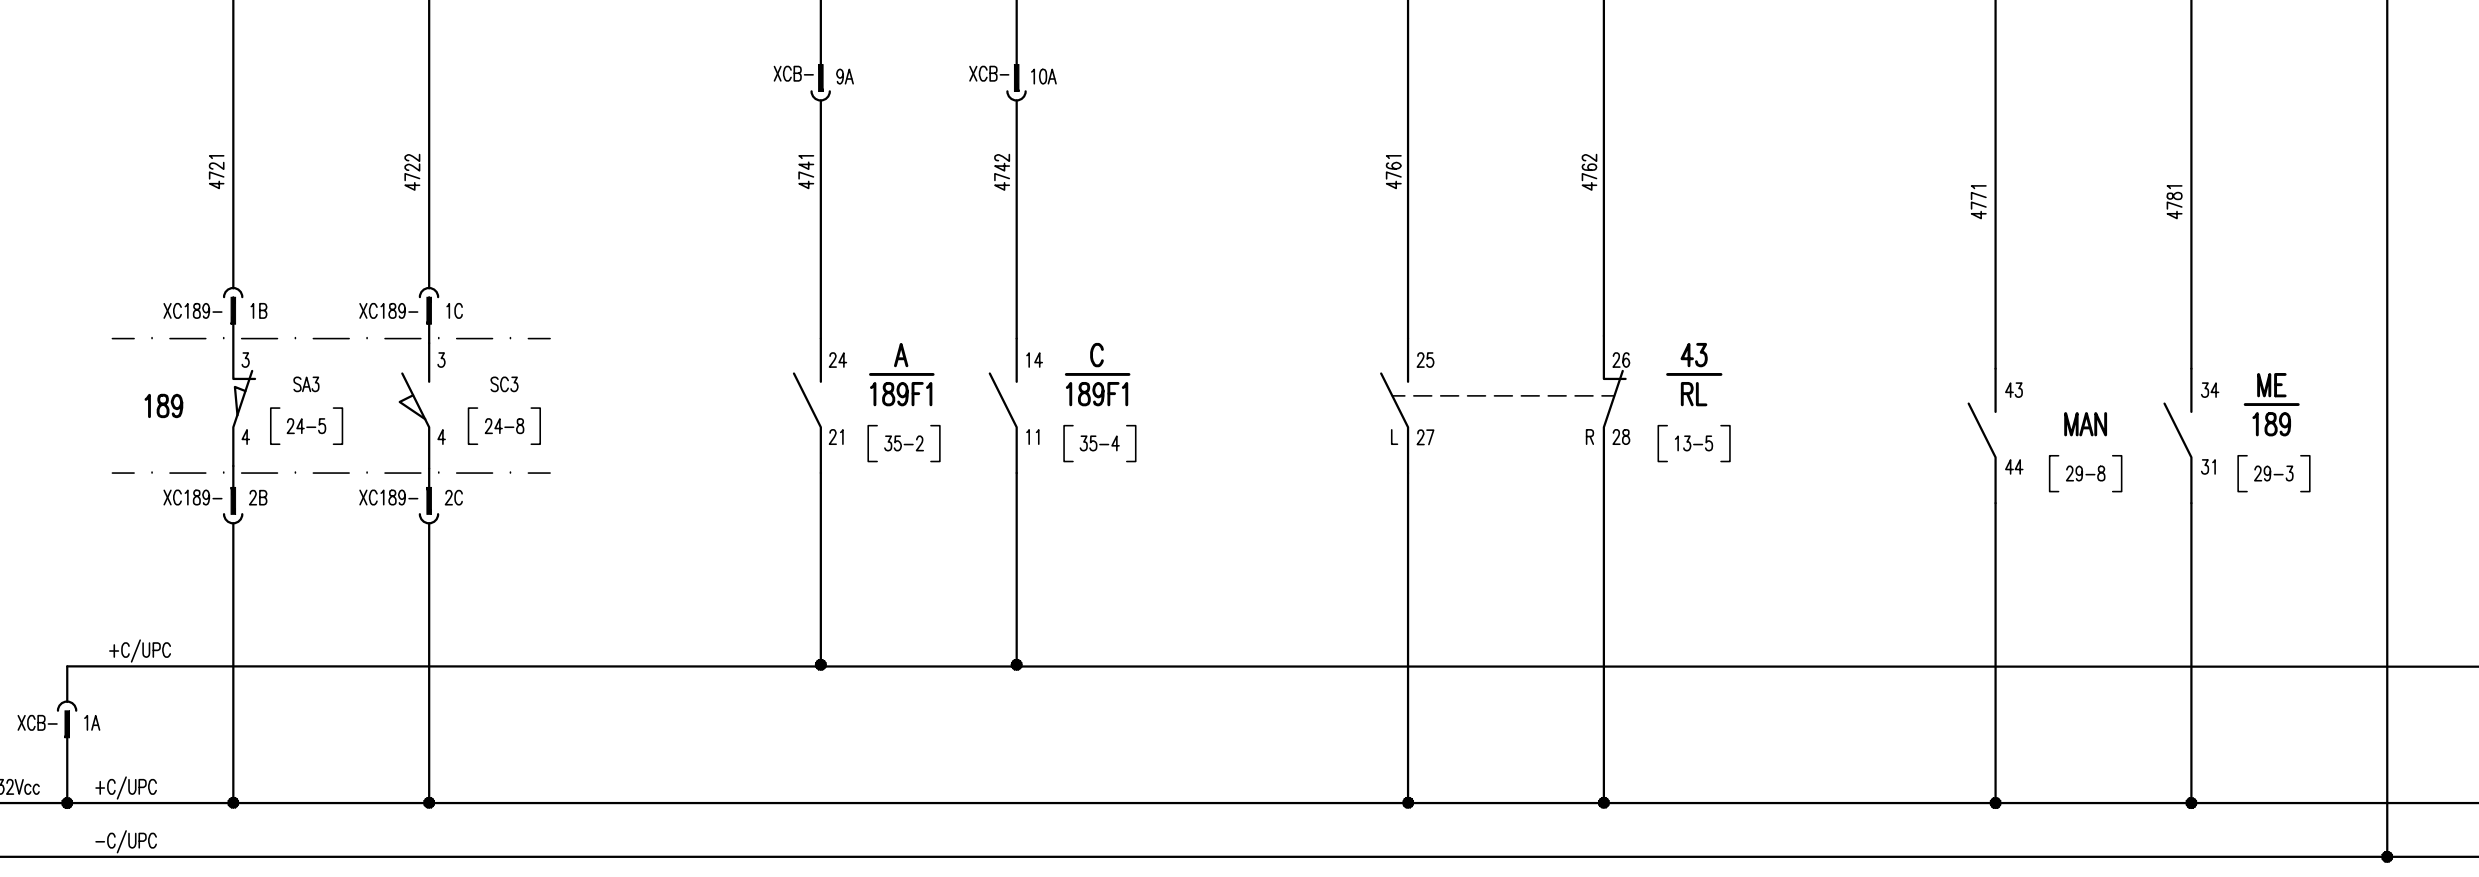 XCB- 9A
XCB- 10A
4721
4722
4741
4742
4761
4762
4771
4781
XC189- 1B
XC189- 1C
3
3
24
A
14
C
25
26
43
189
SA3
SC3
189F1
189F1
RL
43
34
ME
4
[24-5]
4
[24-8]
21
[35-2]
11
[35-4]
L 27
R 28
[13-5]
MAN
189
44
[29-8]
31
[29-3]
XC189- 2B
XC189- 2C
+C/UPC
XCB- 1A
32Vcc
+C/UPC
-C/UPC